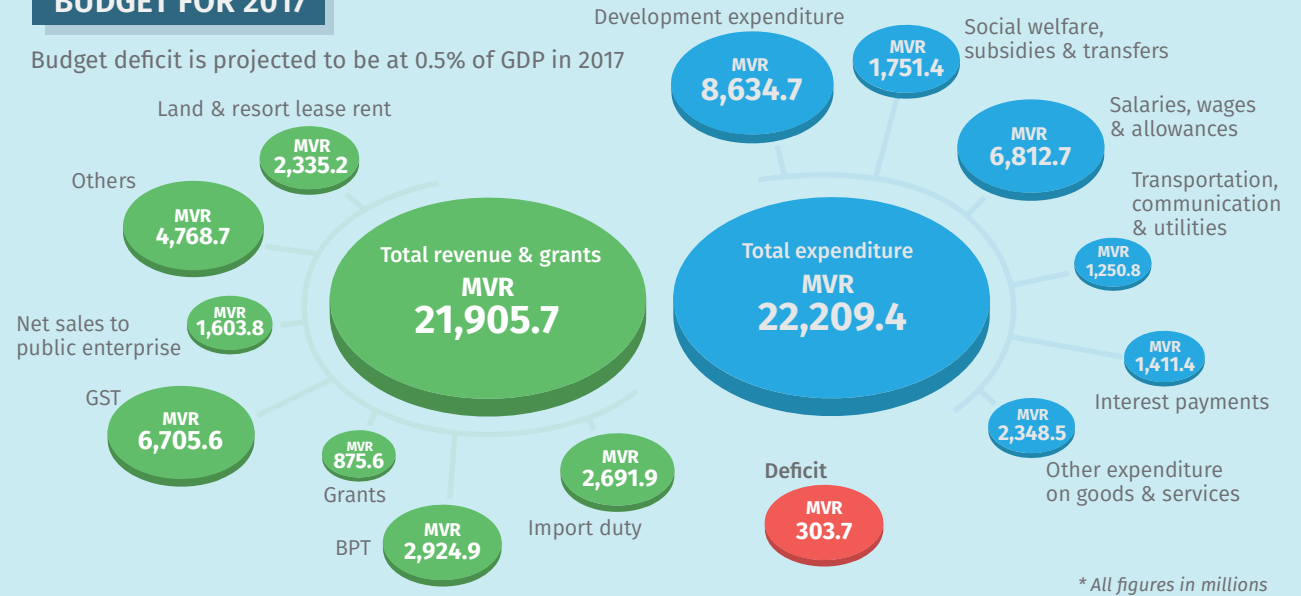 BUDGET FOR 2017
Budget deficit is projected to be at 0.5% of GDP in 2017
Land & resort lease rent
MVR
2,335.2
Others
MVR
4,768.7
Net sales to
public enterprise
MVR
1,603.8
GST
MVR
6,705.6
MVR
875.6
Grants
BPT
MVR
2,924.9
MVR
2,691.9
Import duty
Total revenue & grants
MVR
21,905.7
Development expenditure
MVR
8,634.7
Social welfare,
subsidies & transfers
MVR
1,751.4
Salaries, wages
& allowances
MVR
6,812.7
Transportation,
communication
& utilities
MVR
1,250.8
MVR
1,411.4
Interest payments
MVR
2,348.5
Other expenditure
on goods & services
Total expenditure
MVR
22,209.4
Deficit
MVR
303.7
* All figures in millions